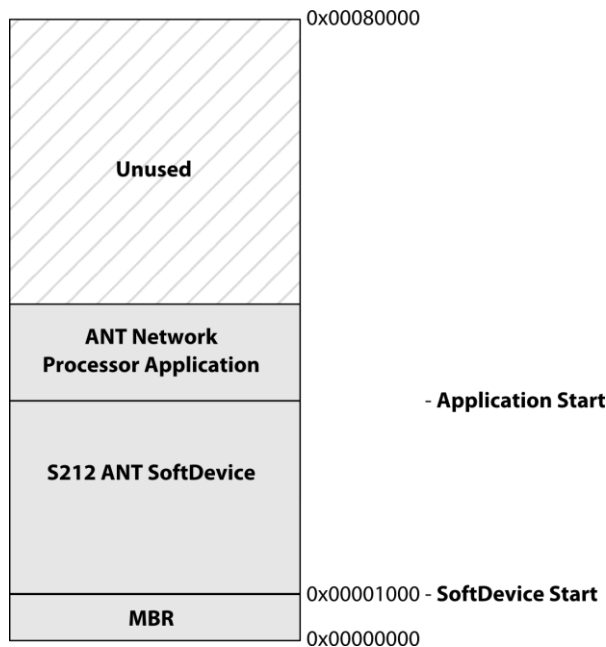 0x00080000
Unused
ANT Network
Processor Application
- Application Start
S212 ANT SoftDevice
0x00001000 - SoftDevice Start
MBR
0x00000000